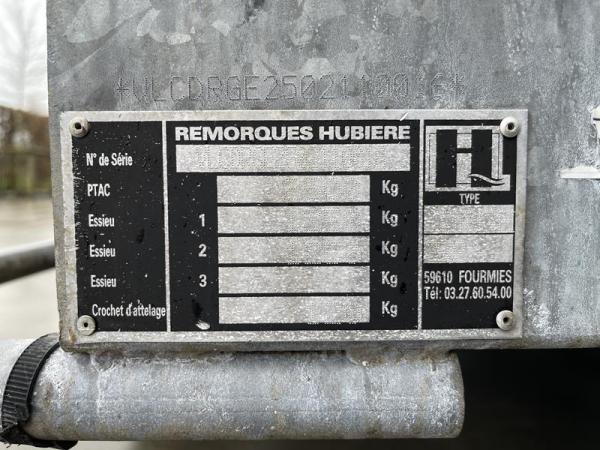 *VLCDRGE2502110016*
REMORQUES HUBIERE
N° de Série
PTAC Kg
Essieu 1 Kg
Essieu 2 Kg
Essieu 3 Kg
Crochet d'attelage Kg
H
TYPE
59610 FOURMIES
Tél: 03.27.60.54.00